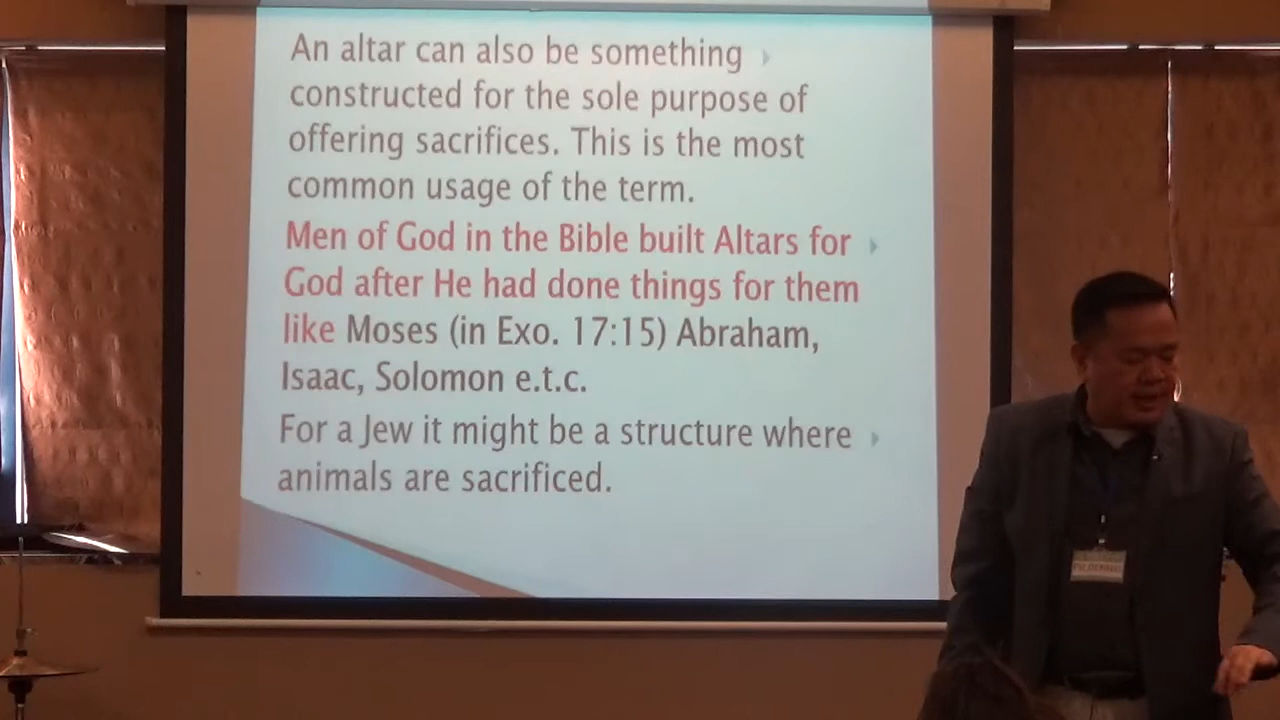 An altar can also be something
constructed for the sole purpose of
offering sacrifices. This is the most
common usage of the term.
Men of God in the Bible built Altars for
God after He had done things for them
like Moses (in Exo. 17:15) Abraham,
Isaac, Solomon e.t.c.
For a Jew it might be a structure where
animals are sacrificed.